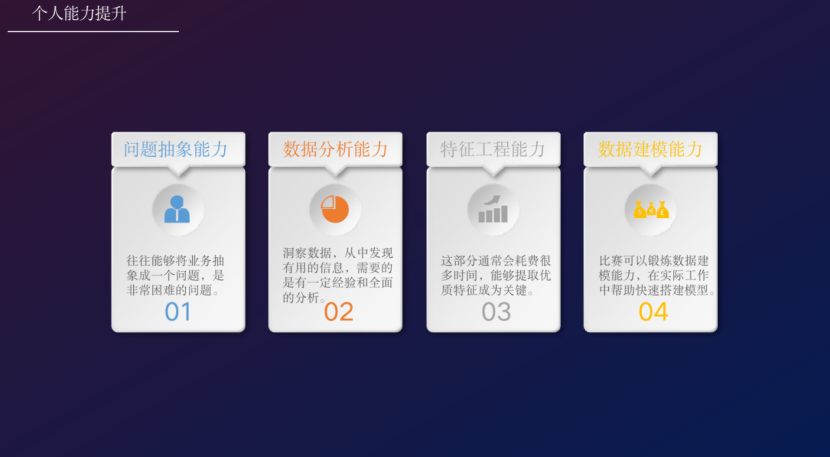 个人能力提升
问题抽象能力
往往能够将业务抽
象成一个问题，是
非常困难的问题。
01
数据分析能力
洞察数据，从中发现
有用的信息，需要的
是有一定经验和全面
的分析。
02
特征工程能力
这部分通常会耗费很
多时间，能够提取优
质特征成为关键。
03
数据建模能力
比赛可以锻炼数据建
模能力，在实际工作
中帮助快速搭建模型。
04